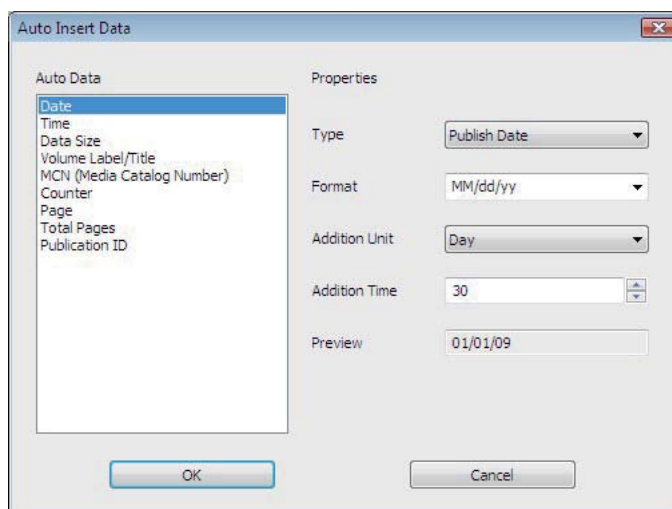 Auto Insert Data
Auto Data
Date
Time
Data Size
Volume Label/Title
MCN (Media Catalog Number)
Counter
Page
Total Pages
Publication ID
Properties
Type Publish Date
Format MM/dd/yy
Addition Unit Day
Addition Time 30
Preview 01/01/09
OK Cancel